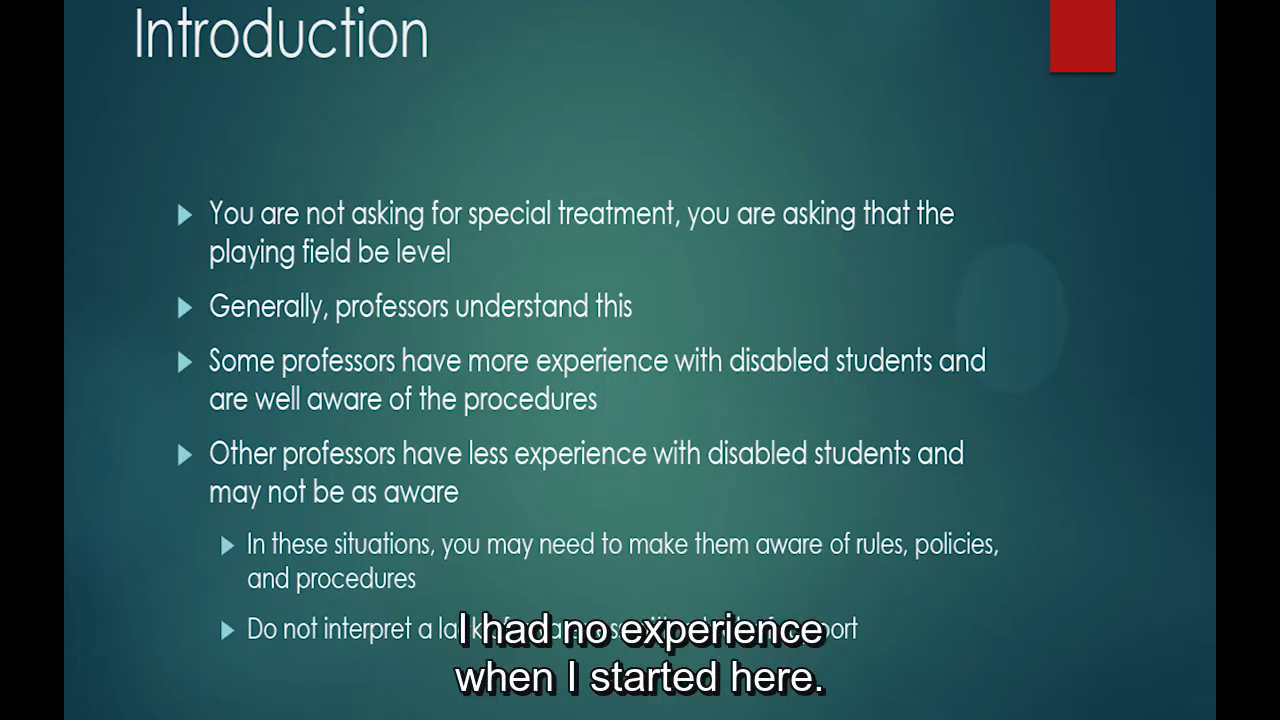 Introduction
You are not asking for special treatment, you are asking that the
playing field be level
Generally, professors understand this
Some professors have more experience with disabled students and
are well aware of the procedures
Other professors have less experience with disabled students and
may not be as aware
In these situations, you may need to make them aware of rules, policies,
and procedures
Do not interpret a
I had no experience
when I started here.